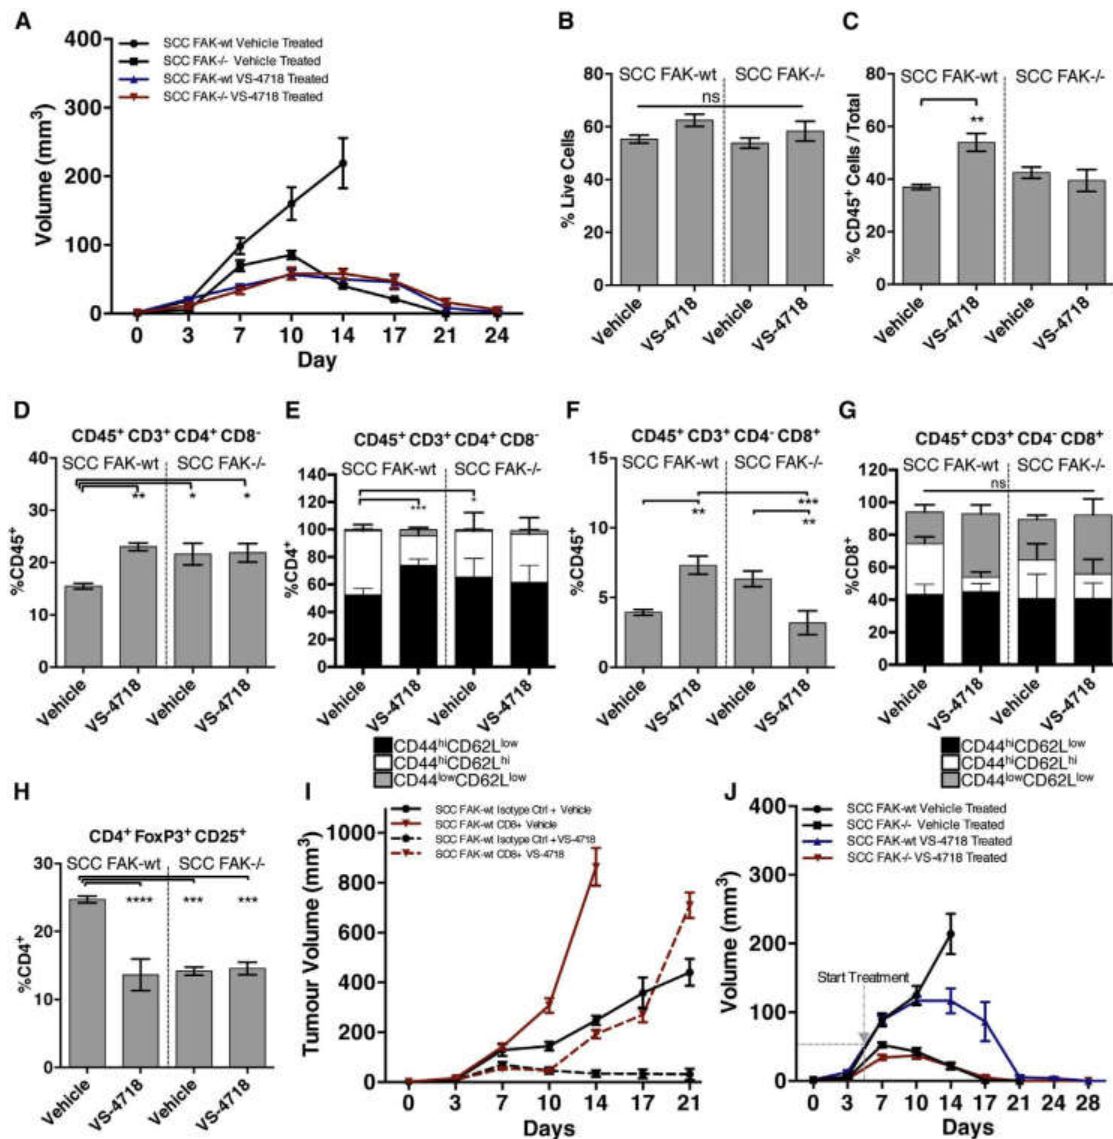 A
SCC FAK-wt Vehicle Treated
SCC FAK-/- Vehicle Treated
SCC FAK-wt VS-4718 Treated
SCC FAK-/- VS-4718 Treated
Volume (mm³)
400
300
200
100
0
0 3 7 10 14 17 21 24
Day
B
SCC FAK-wt SCC FAK-/-
ns
% Live Cells
80
60
40
20
0
Vehicle VS-4718 Vehicle VS-4718
C
SCC FAK-wt SCC FAK-/-
**
% CD45⁺ Cells / Total
80
60
40
20
0
Vehicle VS-4718 Vehicle VS-4718
D
CD45⁺ CD3⁺ CD4⁺ CD8⁻
SCC FAK-wt SCC FAK-/-
** * *
%CD45⁺
40
30
20
10
0
Vehicle VS-4718 Vehicle VS-4718
E
CD45⁺ CD3⁺ CD4⁺ CD8⁻
SCC FAK-wt SCC FAK-/-
*** *
%CD4⁺
140
120
100
80
60
40
20
0
Vehicle VS-4718 Vehicle VS-4718
CD44ʰⁱCD62Lˡᵒʷ
CD44ʰⁱCD62Lʰⁱ
CD44ˡᵒʷCD62Lˡᵒʷ
F
CD45⁺ CD3⁺ CD4⁻ CD8⁺
SCC FAK-wt SCC FAK-/-
***
** **
%CD45⁺
15
10
5
0
Vehicle VS-4718 Vehicle VS-4718
G
CD45⁺ CD3⁺ CD4⁻ CD8⁺
SCC FAK-wt SCC FAK-/-
ns
%CD8⁺
120
100
80
60
40
20
0
Vehicle VS-4718 Vehicle VS-4718
CD44ʰⁱCD62Lˡᵒʷ
CD44ʰⁱCD62Lʰⁱ
CD44ˡᵒʷCD62Lˡᵒʷ
H
CD4⁺ FoxP3⁺ CD25⁺
SCC FAK-wt SCC FAK-/-
**** *** ***
%CD4⁺
30
20
10
0
Vehicle VS-4718 Vehicle VS-4718
I
SCC FAK-wt Isotype Ctrl + Vehicle
SCC FAK-wt CD8+ Vehicle
SCC FAK-wt Isotype Ctrl +VS-4718
SCC FAK-wt CD8+ VS-4718
Tumour Volume (mm³)
1000
800
600
400
200
0
0 3 7 10 14 17 21
Days
J
SCC FAK-wt Vehicle Treated
SCC FAK-/- Vehicle Treated
SCC FAK-wt VS-4718 Treated
SCC FAK-/- VS-4718 Treated
Volume (mm³)
400
300
200
100
0
Start Treatment
0 3 7 10 14 17 21 24 28
Days